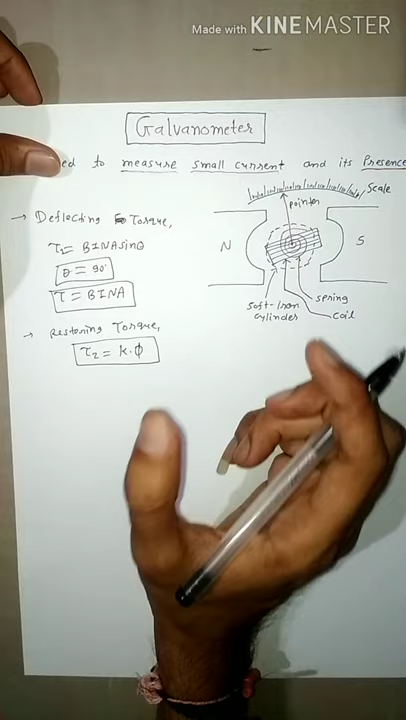 Made with KINEMASTER
Galvanometer
ed to measure small current and its Presence
Scale
pointer
→ Deflecting Torque,
τ₁= BINAsinθ
N
S
θ = 90°
τ = BINA
spring
Soft-Iron
cylinder
coil
→ Restoring Torque,
τ₂ = K.ϕ